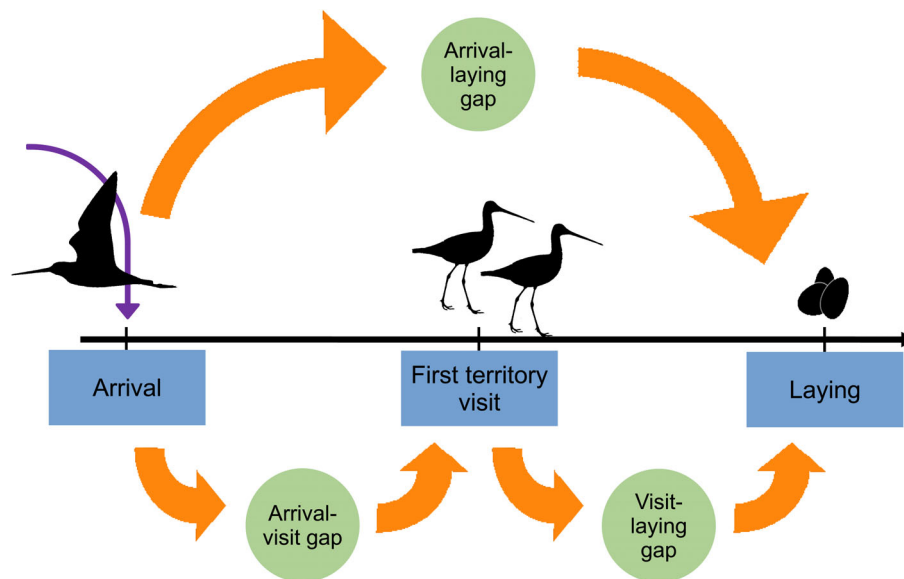 Arrival-
laying
gap
Arrival
First territory
visit
Laying
Arrival-
visit gap
Visit-
laying
gap